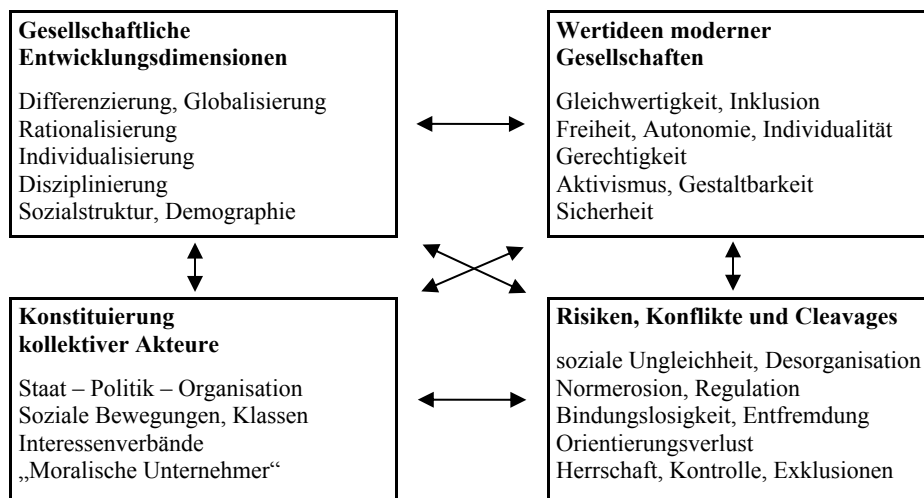 Gesellschaftliche
Entwicklungsdimensionen
Differenzierung, Globalisierung
Rationalisierung
Individualisierung
Disziplinierung
Sozialstruktur, Demographie
Wertideen moderner
Gesellschaften
Gleichwertigkeit, Inklusion
Freiheit, Autonomie, Individualität
Gerechtigkeit
Aktivismus, Gestaltbarkeit
Sicherheit
Konstituierung
kollektiver Akteure
Staat – Politik – Organisation
Soziale Bewegungen, Klassen
Interessenverbände
„Moralische Unternehmer“
Risiken, Konflikte und Cleavages
soziale Ungleichheit, Desorganisation
Normerosion, Regulation
Bindungslosigkeit, Entfremdung
Orientierungsverlust
Herrschaft, Kontrolle, Exklusionen